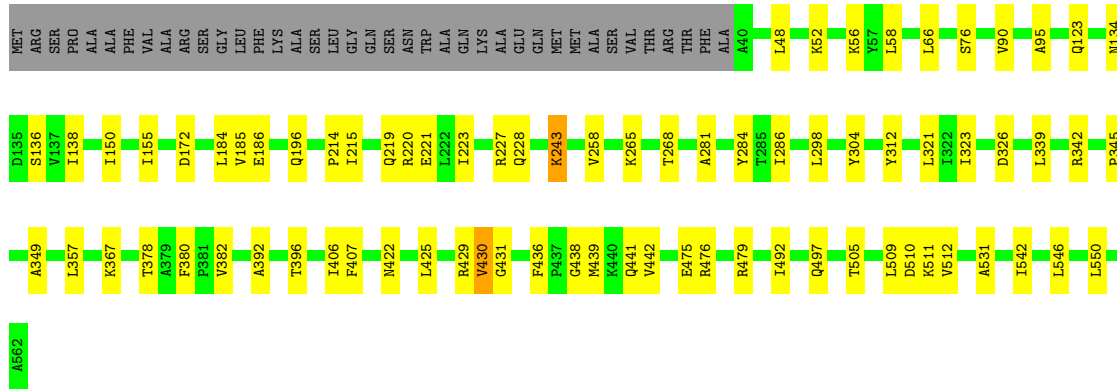 MET ARG SER PRO ALA ALA PHE VAL ALA ARG SER GLY LEU PHE LYS ALA SER LEU GLY GLN SER ASN TRP ALA GLN LYS ALA GLU GLN MET MET ALA SER VAL THR ARG THR PHE ALA A40 L48 K52 K56 Y57 L58 L66 S76 V90 A95 Q123 N134
D135 S136 V137 I138 I150 I155 D172 L184 V185 E186 Q196 P214 I215 Q219 R220 E221 L222 I223 R227 Q228 K243 V258 K265 T268 A281 Y284 T285 I286 L298 Y304 Y312 L321 I322 I323 D326 L339 R342 P345
A349 L357 K367 T378 A379 F380 P381 V382 A392 T396 I406 F407 N422 L425 R429 V430 G431 F436 P437 G438 M439 K440 Q441 V442 E475 R476 R479 I492 Q497 T505 L509 D510 K511 V512 A531 I542 L546 L550
A562